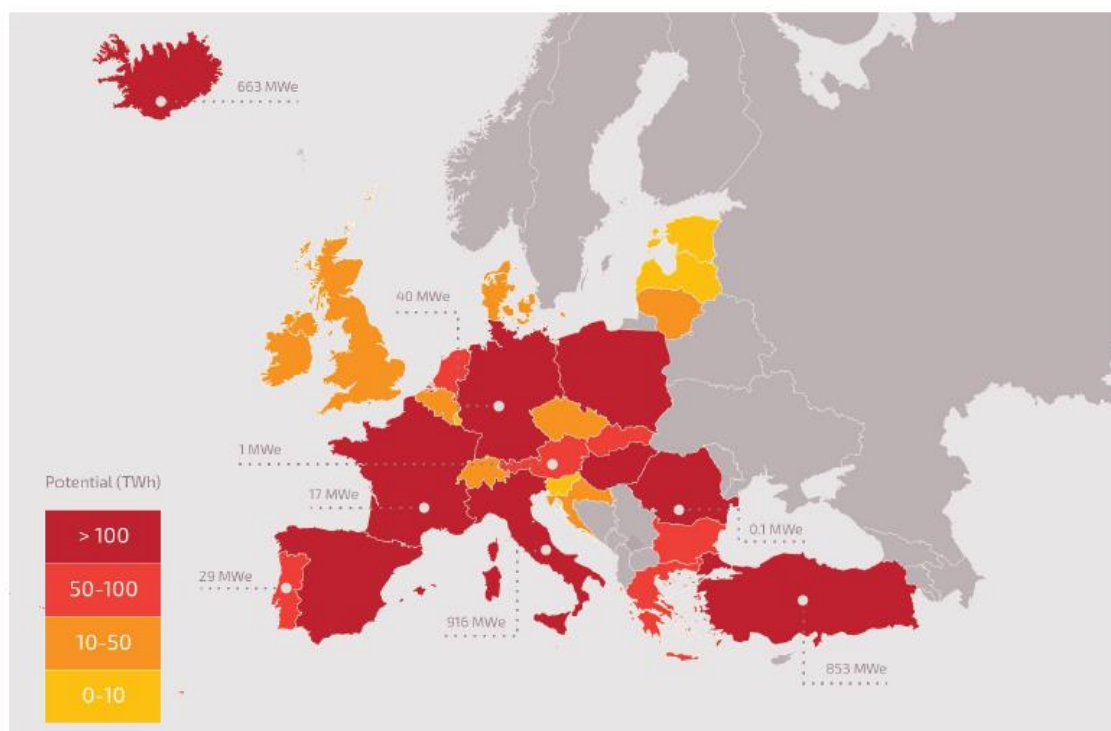 663 MWe
40 MWe
1 MWe
17 MWe
29 MWe
916 MWe
0.1 MWe
853 MWe
Potential (TWh)
> 100
50-100
10-50
0-10